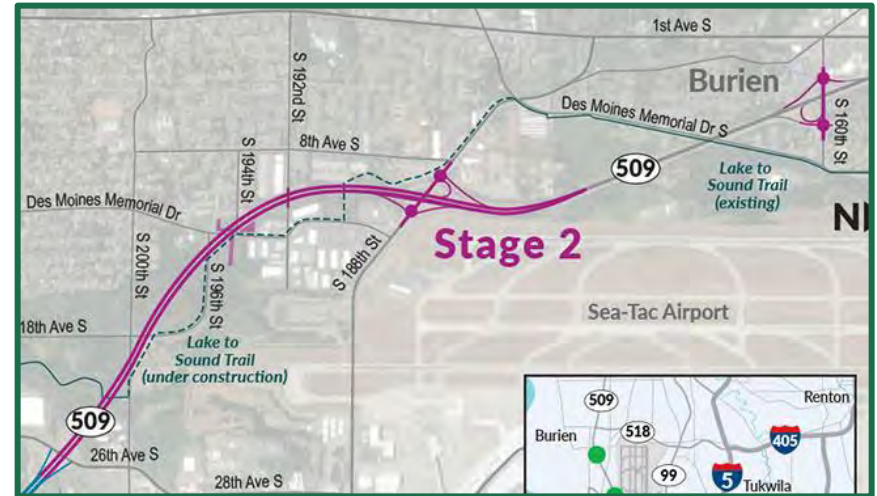 1st Ave S
Burien
S 192nd St
Des Moines Memorial Dr S
S 160th St
8th Ave S
S 194th St
509
Lake to
Sound Trail
(existing)
Des Moines Memorial Dr
Stage 2
S 188th St
S 200th St
S 196th St
Sea-Tac Airport
18th Ave S
Lake to
Sound Trail
(under construction)
509
26th Ave S
28th Ave S
509
Renton
Burien
518
405
99
5
Tukwila